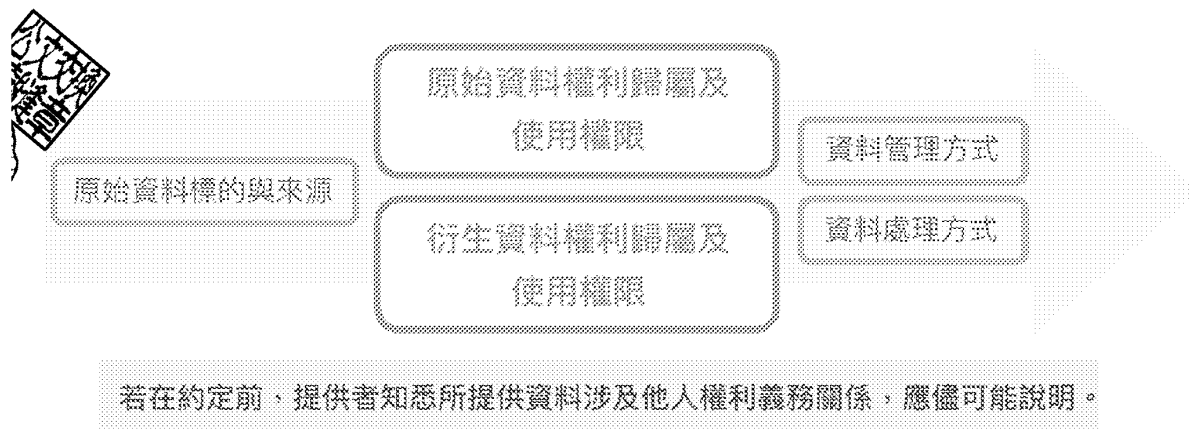 原始資料標的與來源
原始資料權利歸屬及
使用權限
衍生資料權利歸屬及
使用權限
資料管理方式
資料處理方式
若在約定前，提供者知悉所提供資料涉及他人權利義務關係，應儘可能說明。